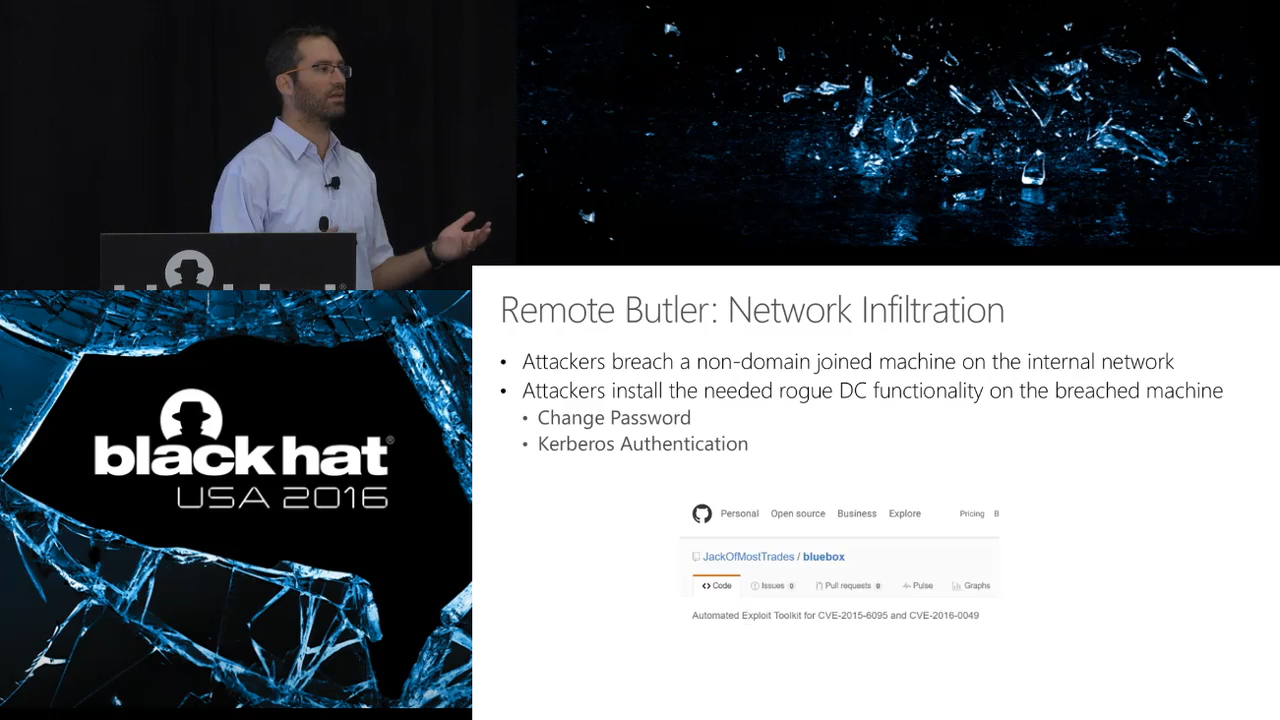 Remote Butler: Network Infiltration
• Attackers breach a non-domain joined machine on the internal network
• Attackers install the needed rogue DC functionality on the breached machine
• Change Password
• Kerberos Authentication
Personal Open source Business Explore Pricing B
JackOfMostTrades / bluebox
<> Code Issues 0 Pull requests 0 Pulse Graphs
Automated Exploit Toolkit for CVE-2015-6095 and CVE-2016-0049
black hat®
USA 2016